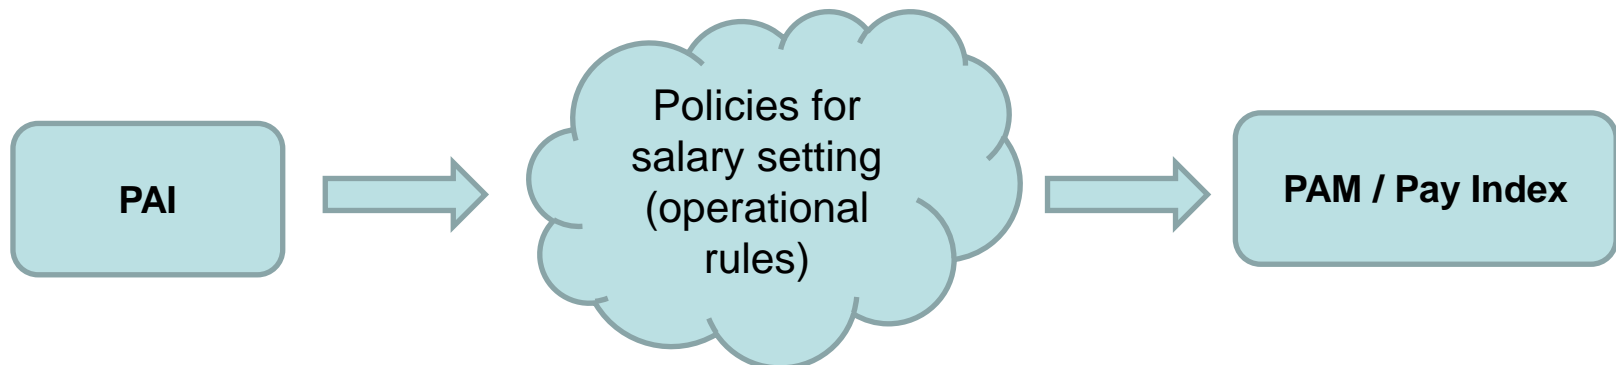 PAI
Policies for
salary setting
(operational
rules)
PAM / Pay Index